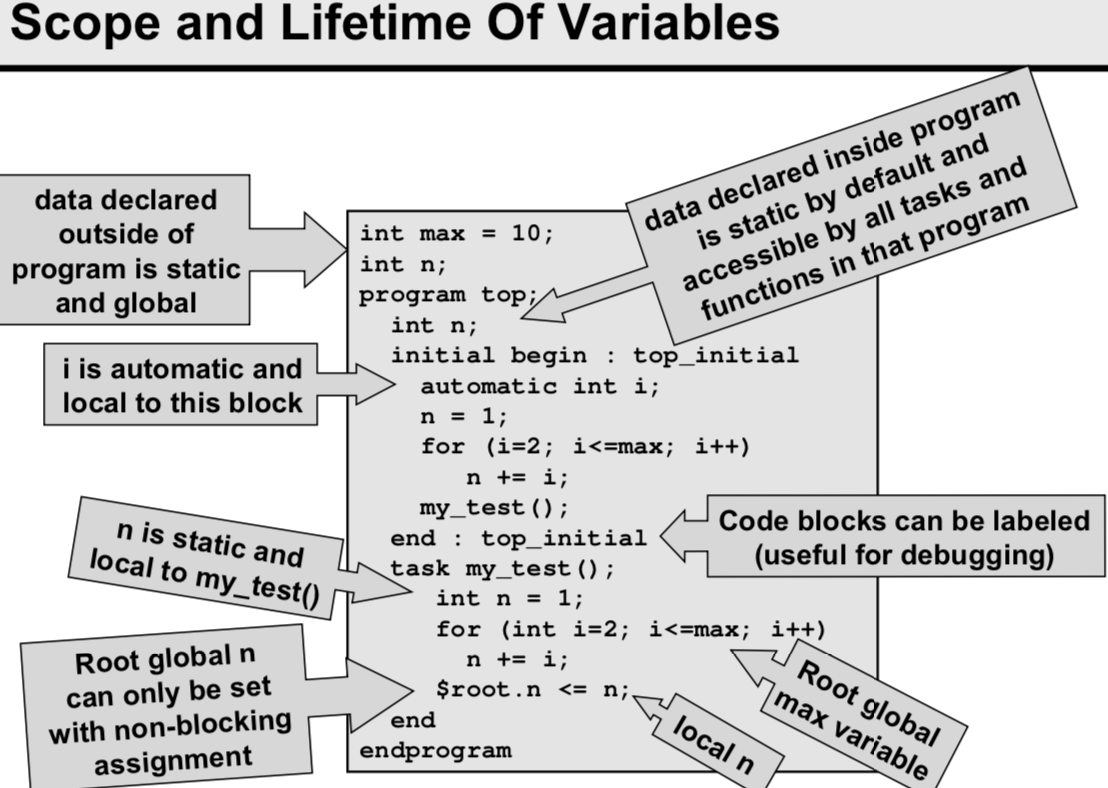 Scope and Lifetime Of Variables
data declared
outside of
program is static
and global
data declared inside program
is static by default and
accessible by all tasks and
functions in that program
int max = 10;
int n;
program top;
int n;
initial begin : top_initial
i is automatic and
local to this block
automatic int i;
n = 1;
for (i=2; i<=max; i++)
n += i;
my_test();
end : top_initial
Code blocks can be labeled
(useful for debugging)
n is static and
local to my_test()
task my_test();
int n = 1;
for (int i=2; i<=max; i++)
n += i;
$root.n <= n;
end
endprogram
Root global n
can only be set
with non-blocking
assignment
local n
Root global
max variable